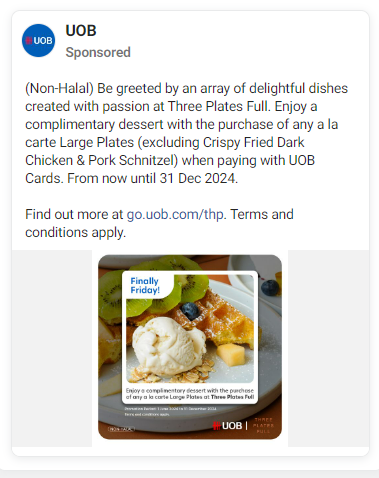 UOB
UOB
Sponsored
(Non-Halal) Be greeted by an array of delightful dishes
created with passion at Three Plates Full. Enjoy a
complimentary dessert with the purchase of any a la
carte Large Plates (excluding Crispy Fried Dark
Chicken & Pork Schnitzel) when paying with UOB
Cards. From now until 31 Dec 2024.
Find out more at go.uob.com/thp. Terms and
conditions apply.
Finally
Friday!
Enjoy a complimentary dessert with the purchase
of any a la carte Large Plates at Three Plates Full
Terms and conditions apply.
UOB
THREE
PLATES
FULL